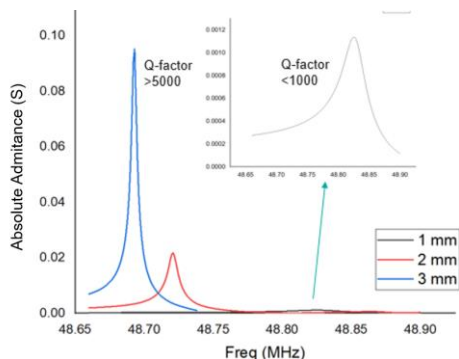 0.10
0.08
0.06
0.04
0.02
0.00
Absolute Admitance (S)
Q-factor
>5000
0.0012
0.0010
0.0008
0.0006
0.0004
0.0002
0.0000
Q-factor
<1000
48.65 48.70 48.75 48.80 48.85 48.90
1 mm
2 mm
3 mm
48.65 48.70 48.75 48.80 48.85 48.90
Freq (MHz)